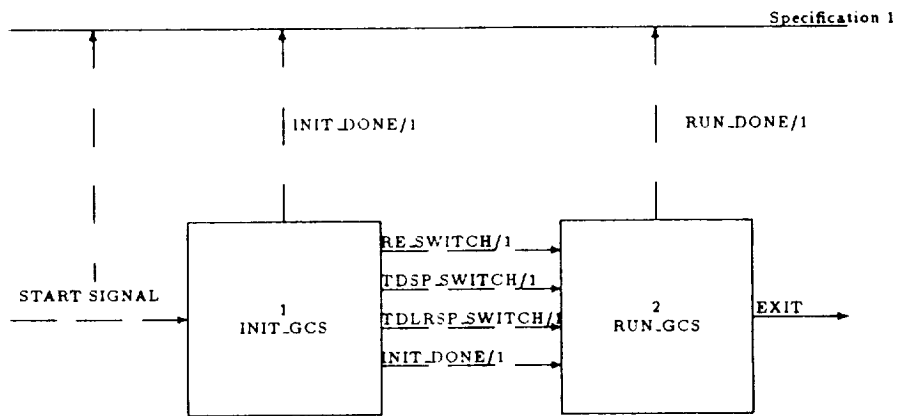 Specification 1
INIT_DONE/1
RUN_DONE/1
RE_SWITCH/1
TDSP_SWITCH/1
START SIGNAL
1
INIT_GCS
2
RUN_GCS
EXIT
TDLRSP_SWITCH/1
INIT_DONE/1